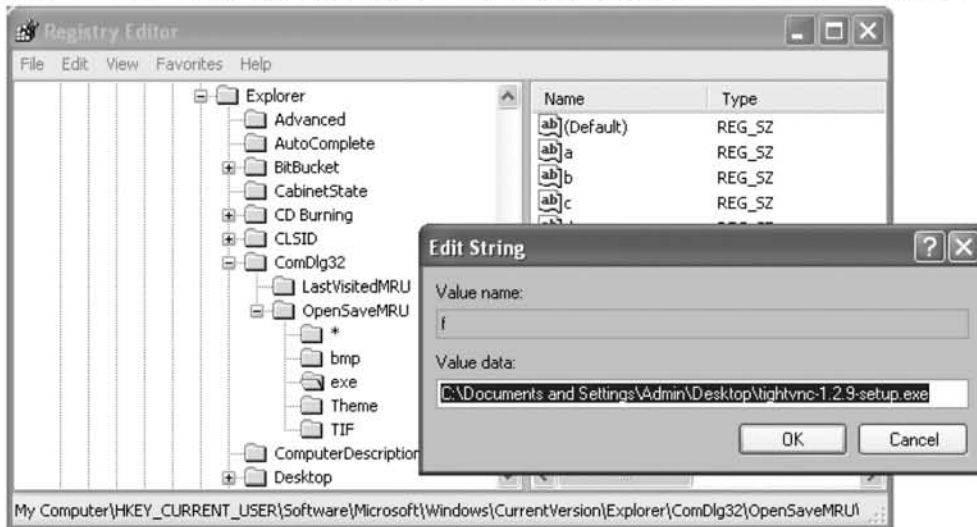 Registry Editor
File Edit View Favorites Help
Explorer
Advanced
AutoComplete
BitBucket
CabinetState
CD Burning
CLSID
ComDlg32
LastVisitedMRU
OpenSaveMRU
*
bmp
exe
Theme
TIF
ComputerDescription
Desktop
Name Type
(Default) REG_SZ
a REG_SZ
b REG_SZ
c REG_SZ
Edit String
Value name:
f
Value data:
C:\Documents and Settings\Admin\Desktop\tightvnc-1.2.9-setup.exe
OK Cancel
My Computer\HKEY_CURRENT_USER\Software\Microsoft\Windows\CurrentVersion\Explorer\ComDlg32\OpenSaveMRU\